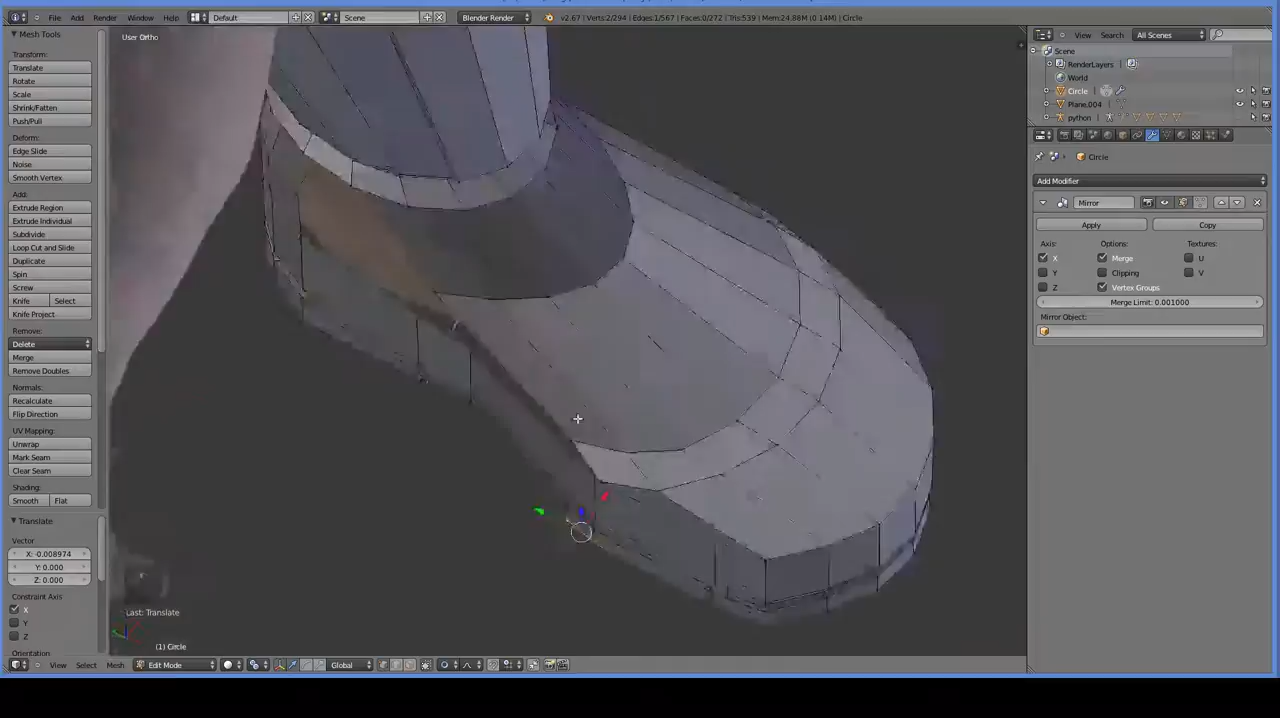 File Add Render Window Help Default Scene Blender Render v2.67 | Verts:2/294 | Edges:1/567 | Faces:0/272 | Tris:539 | Mem:24.88M (0.14M) | Circle
Mesh Tools
Transform:
Translate
Rotate
Scale
Shrink/Fatten
Push/Pull
Deform:
Edge Slide
Noise
Smooth Vertex
Add:
Extrude Region
Extrude Individual
Subdivide
Loop Cut and Slide
Duplicate
Spin
Screw
Knife Select
Knife Project
Remove:
Delete
Merge
Remove Doubles
Normals:
Recalculate
Flip Direction
UV Mapping:
Unwrap
Mark Seam
Clear Seam
Shading:
Smooth Flat
Translate
Vector
X: -0.008974
Y: 0.000
Z: 0.000
Constraint Axis
X
Y
Z
Orientation
User Ortho
Last: Translate
(1) Circle
View Select Mesh Edit Mode Global
View Search All Scenes
Scene
RenderLayers
World
Circle
Plane.004
python
Circle
Add Modifier
Mirror
Apply Copy
Axis: Options: Textures:
X Merge U
Y Clipping V
Z Vertex Groups
Merge Limit: 0.001000
Mirror Object: